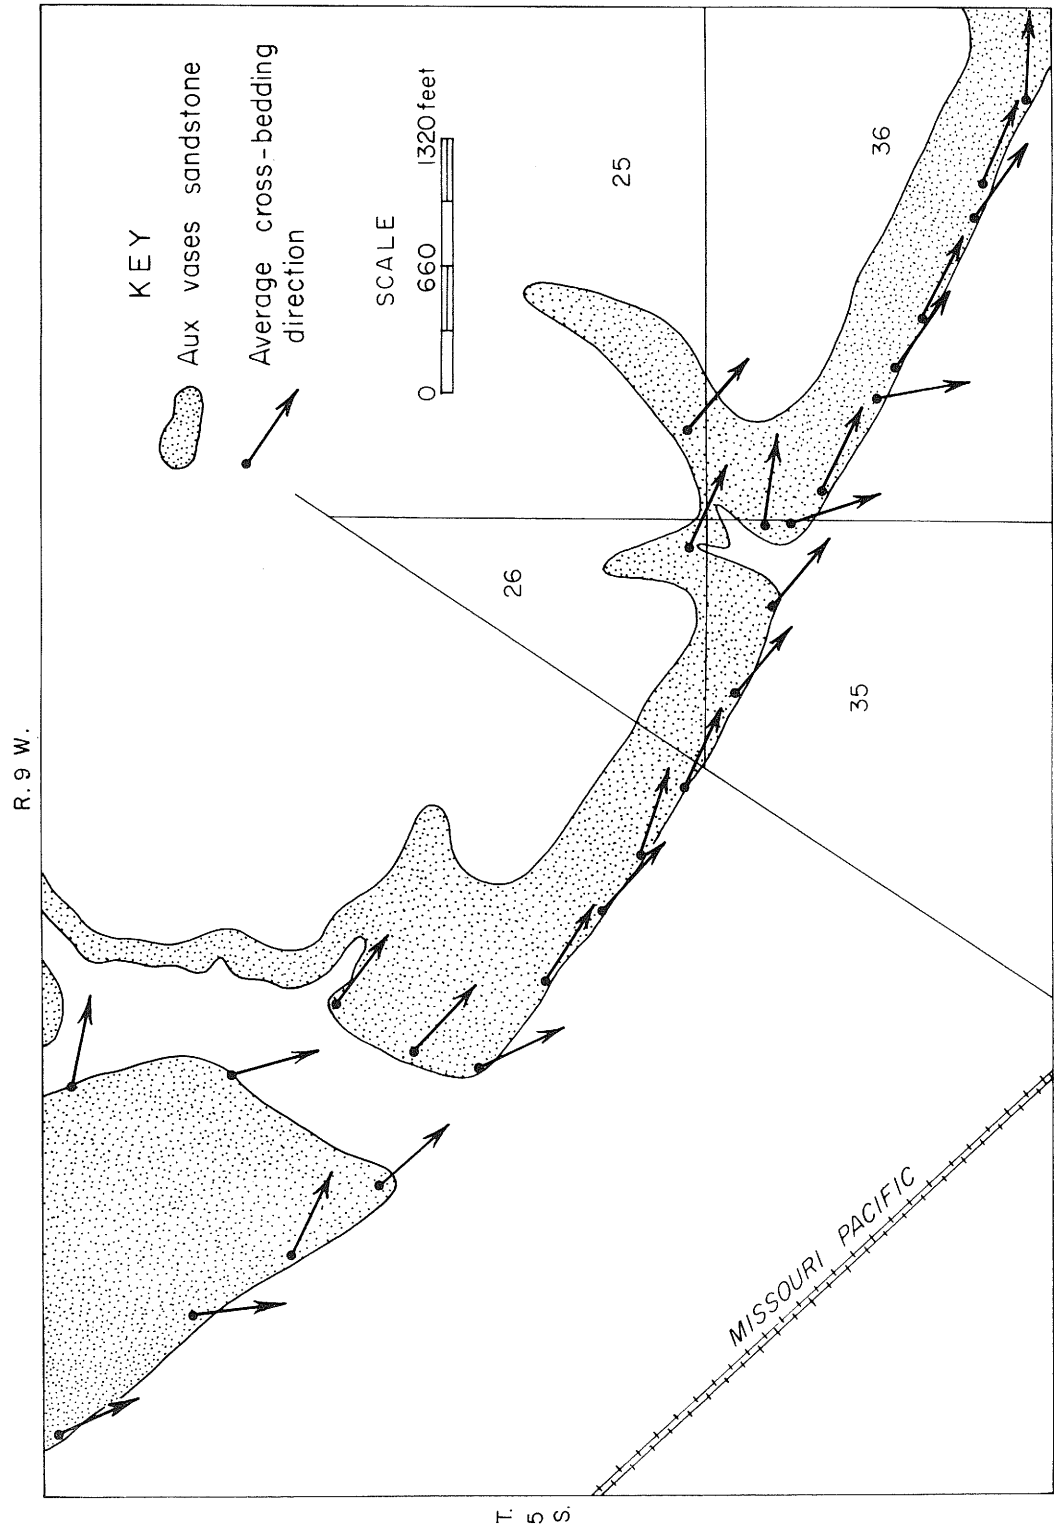 R. 9 W.
T.
5
S.
KEY
Aux vases sandstone
Average cross-bedding
direction
SCALE
0 660 1320 feet
25
36
26
35
MISSOURI PACIFIC